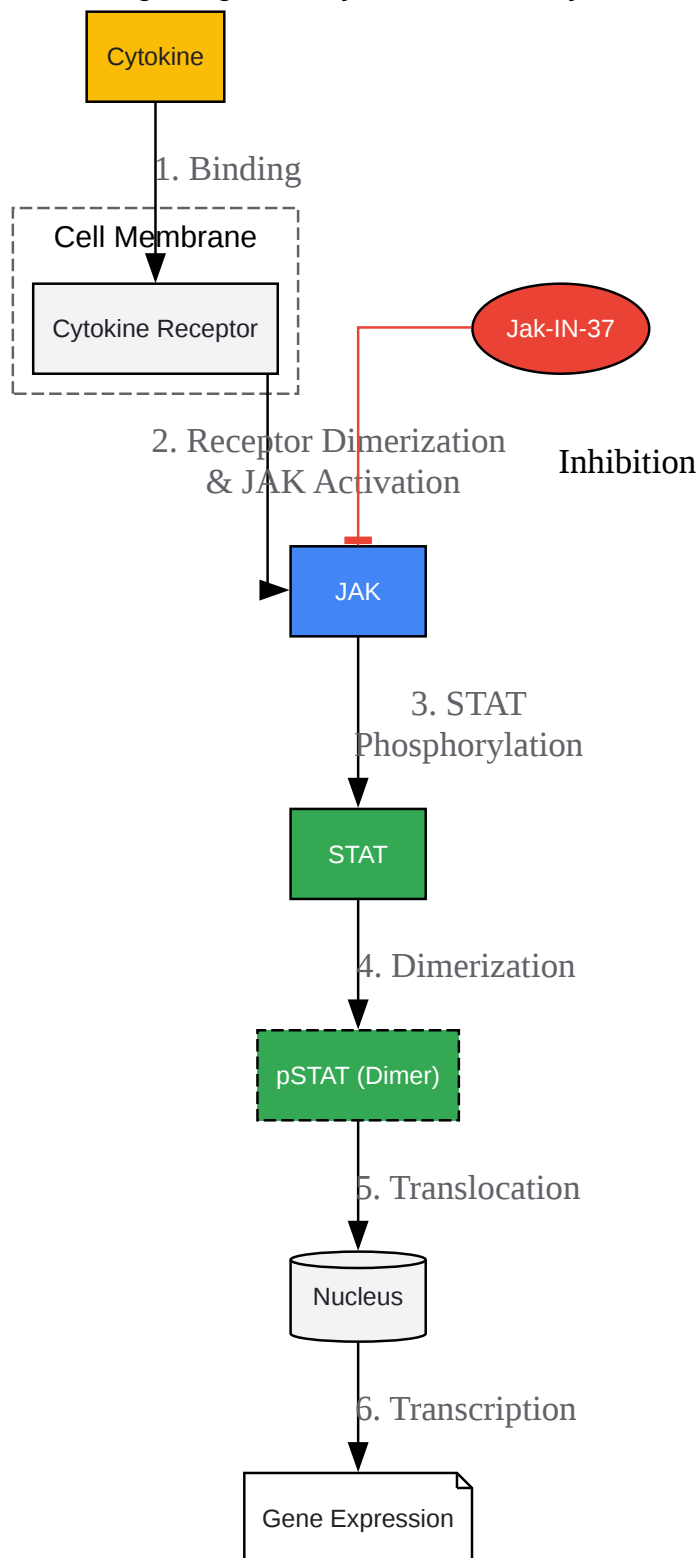 Cytokine
1. Binding
Cell Membrane
Cytokine Receptor
Jak-IN-37
2. Receptor Dimerization
& JAK Activation
Inhibition
JAK
3. STAT
Phosphorylation
STAT
4. Dimerization
pSTAT (Dimer)
5. Translocation
Nucleus
6. Transcription
Gene Expression